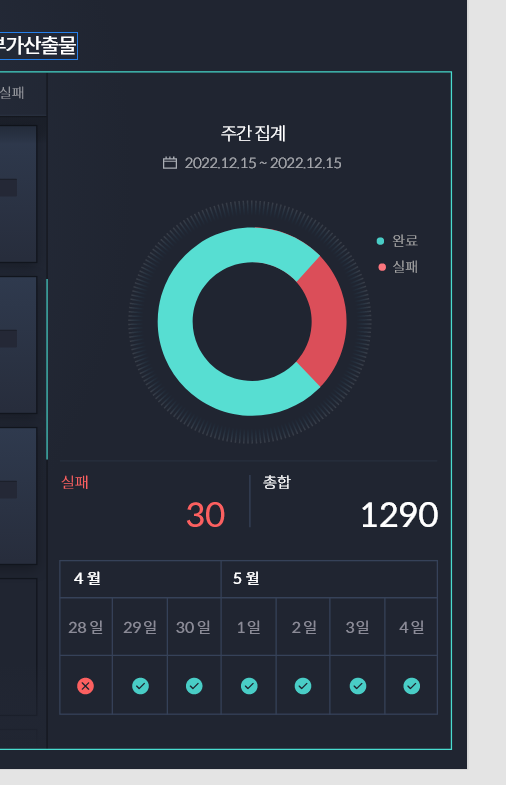 부가산출물
실패
주간 집계
2022.12.15 ~ 2022.12.15
완료
실패
실패
총합
30
1290
4 월
5 월
28 일 29 일 30 일 1 일 2 일 3 일 4 일